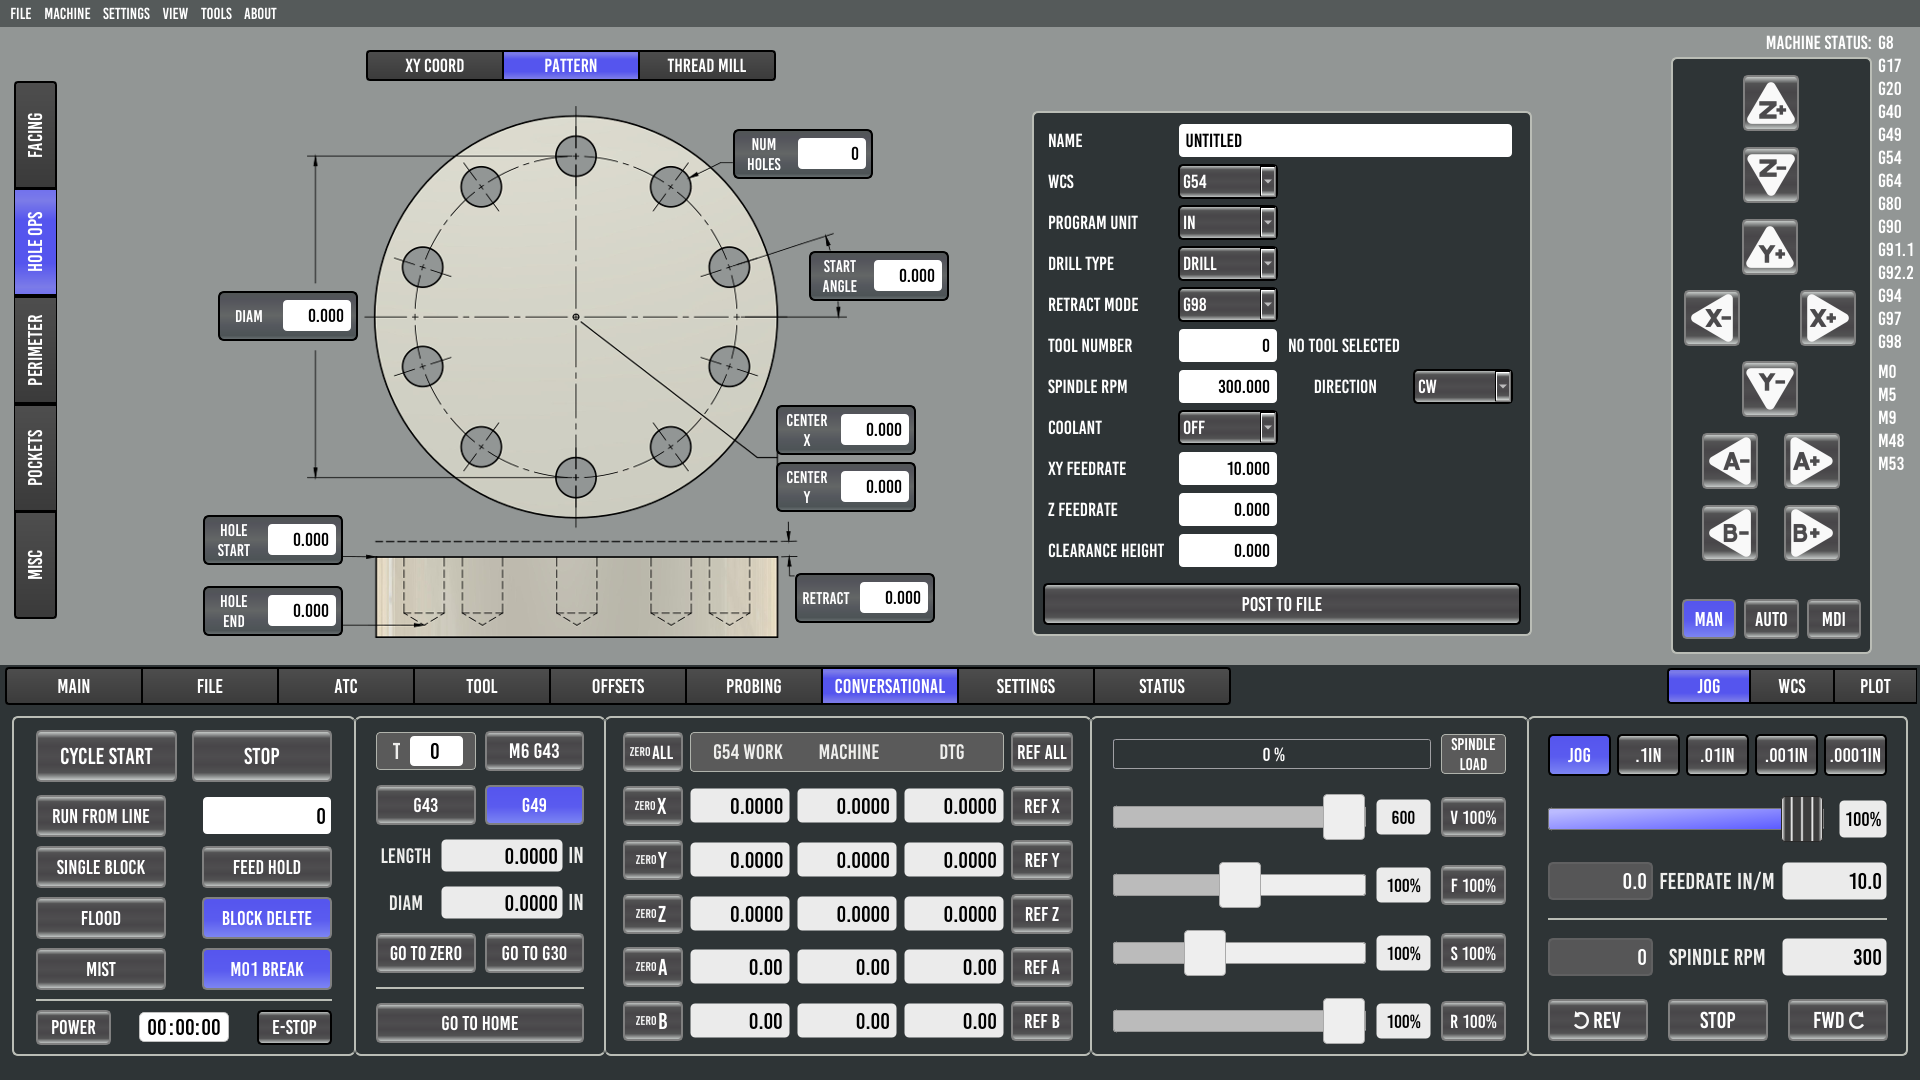 FILE MACHINE SETTINGS VIEW TOOLS ABOUT
MACHINE STATUS: G8
G17
G20
G40
G49
G54
G64
G80
G90
G91.1
G92.2
G94
G97
G98
M0
M5
M9
M48
M53
XY COORD PATTERN THREAD MILL
FACING
HOLE OPS
PERIMETER
POCKETS
MISC
NUM HOLES 0
START ANGLE 0.000
DIAM 0.000
CENTER X 0.000
CENTER Y 0.000
HOLE START 0.000
HOLE END 0.000
RETRACT 0.000
NAME UNTITLED
WCS G54
PROGRAM UNIT IN
DRILL TYPE DRILL
RETRACT MODE G98
TOOL NUMBER 0 NO TOOL SELECTED
SPINDLE RPM 300.000 DIRECTION CW
COOLANT OFF
XY FEEDRATE 10.000
Z FEEDRATE 0.000
CLEARANCE HEIGHT 0.000
POST TO FILE
Z+
Z-
Y+
X- X+
Y-
A- A+
B- B+
MAN AUTO MDI
MAIN FILE ATC TOOL OFFSETS PROBING CONVERSATIONAL SETTINGS STATUS
JOG WCS PLOT
CYCLE START STOP
RUN FROM LINE 0
SINGLE BLOCK FEED HOLD
FLOOD BLOCK DELETE
MIST M01 BREAK
POWER 00:00:00 E-STOP
T 0 M6 G43
G43 G49
LENGTH 0.0000 IN
DIAM 0.0000 IN
GO TO ZERO GO TO G30
GO TO HOME
ZERO ALL G54 WORK MACHINE DTG REF ALL
ZERO X 0.0000 0.0000 0.0000 REF X
ZERO Y 0.0000 0.0000 0.0000 REF Y
ZERO Z 0.0000 0.0000 0.0000 REF Z
ZERO A 0.00 0.00 0.00 REF A
ZERO B 0.00 0.00 0.00 REF B
0 % SPINDLE LOAD
600 V 100%
100% F 100%
100% S 100%
100% R 100%
JOG .1IN .01IN .001IN .0001IN
100%
0.0 FEEDRATE IN/M 10.0
0 SPINDLE RPM 300
REV STOP FWD